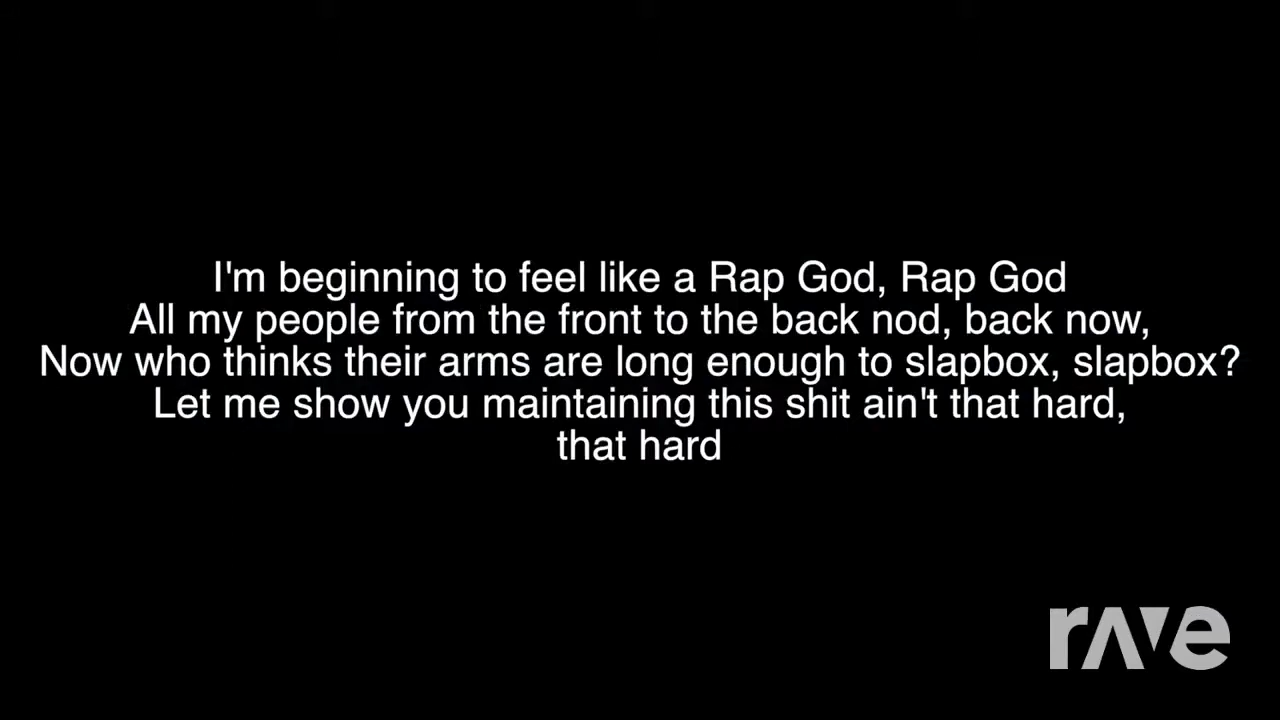 I'm beginning to feel like a Rap God, Rap God
All my people from the front to the back nod, back now,
Now who thinks their arms are long enough to slapbox, slapbox?
Let me show you maintaining this shit ain't that hard,
that hard
rave